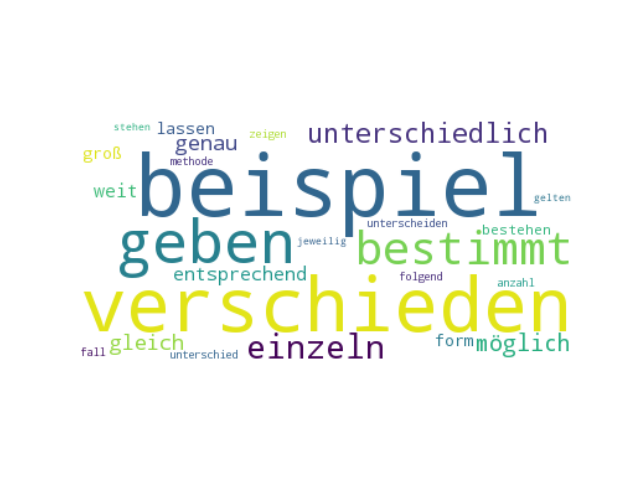 stehen lassen zeigen unterschiedlich
genau
groß methode
beispiel
weit gelten
unterscheiden
geben jeweilig bestimmt bestehen
entsprechend folgend anzahl
verschieden
gleich einzeln form möglich
fall unterschied